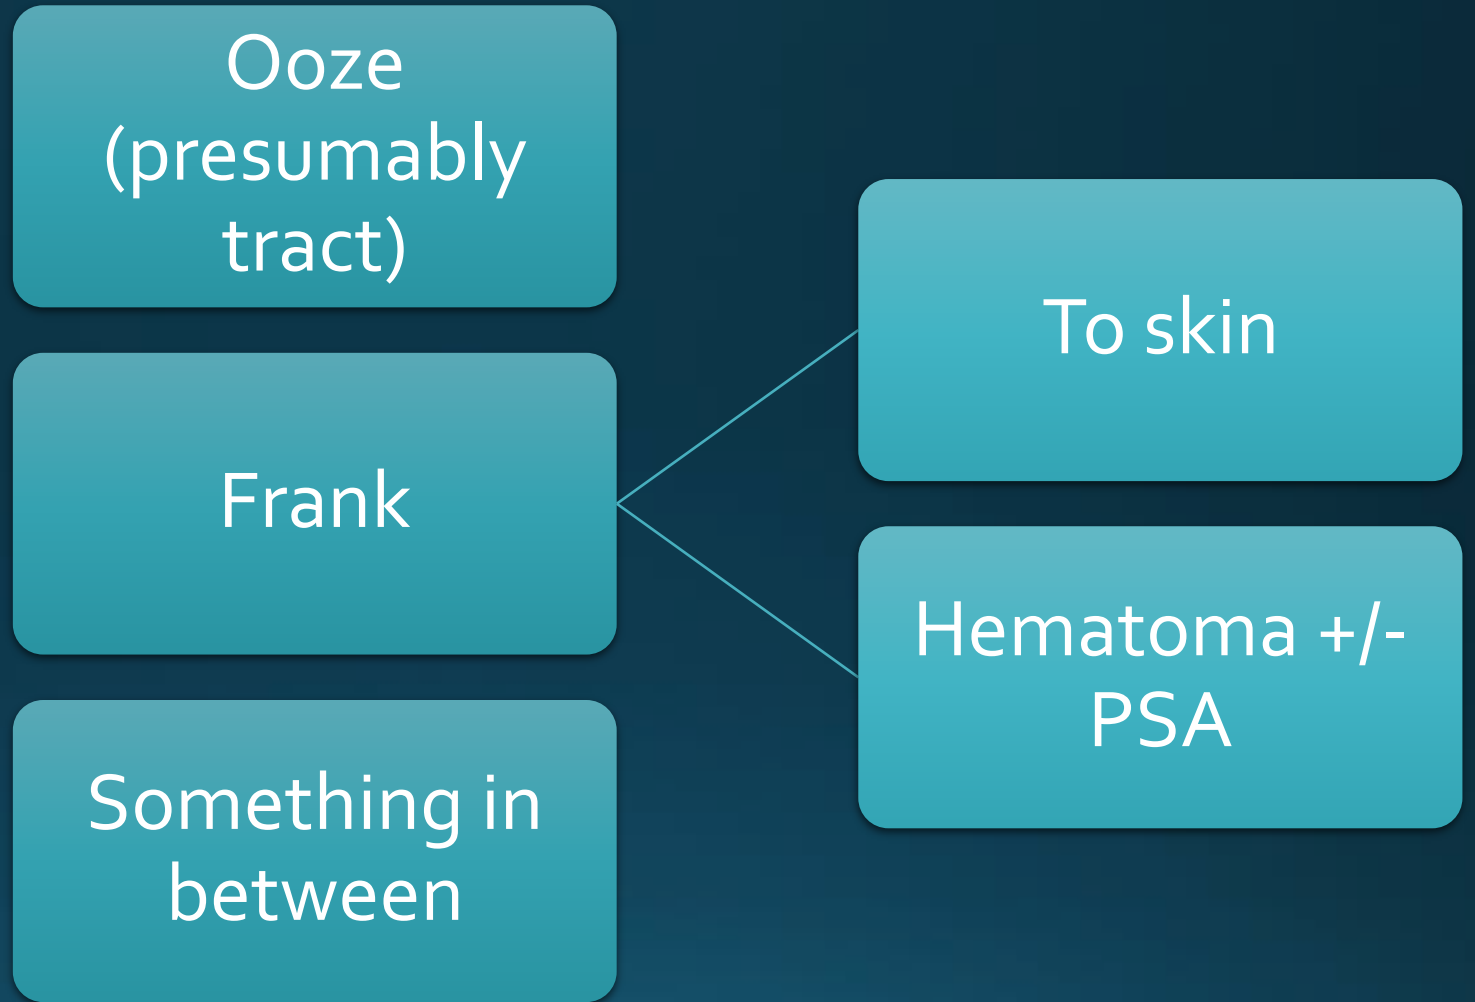 Ooze
(presumably
tract)
Frank
Something in
between
To skin
Hematoma +/-
PSA